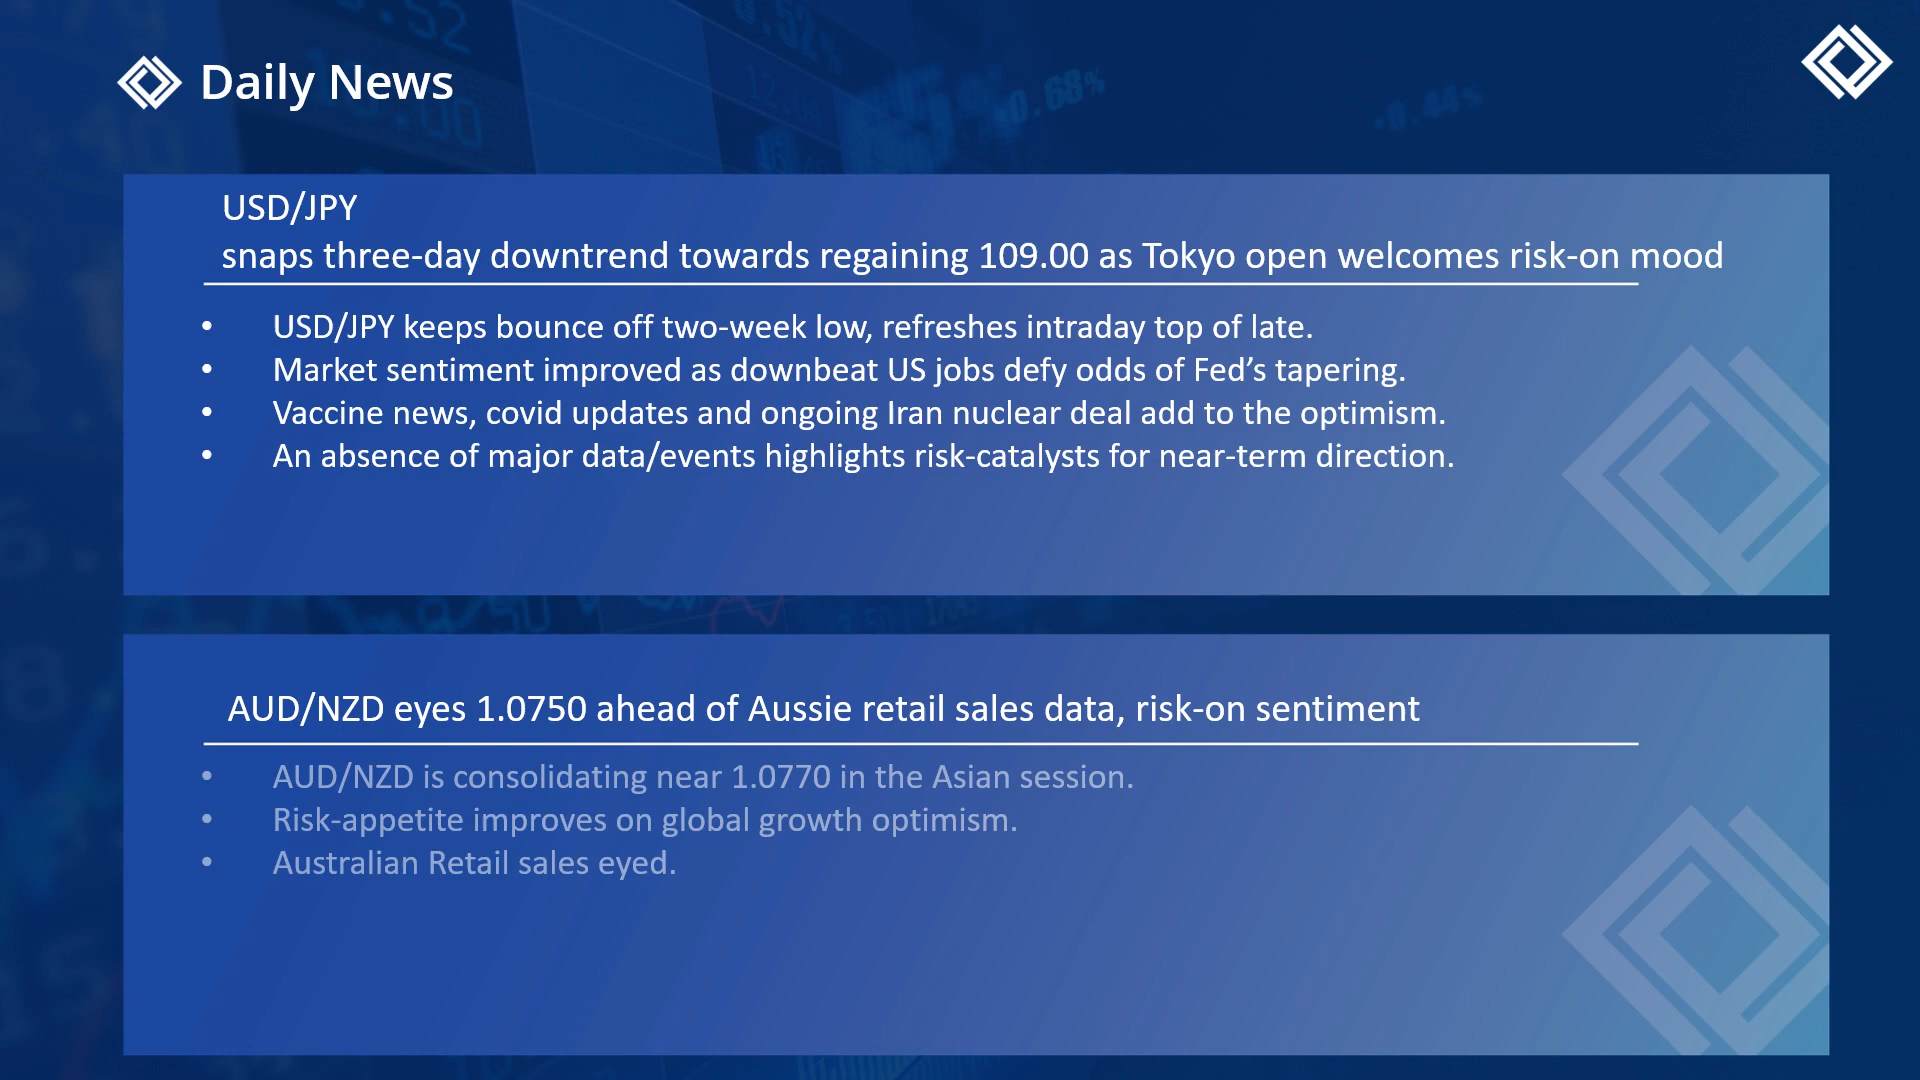 Daily News
USD/JPY
snaps three-day downtrend towards regaining 109.00 as Tokyo open welcomes risk-on mood
• USD/JPY keeps bounce off two-week low, refreshes intraday top of late.
• Market sentiment improved as downbeat US jobs defy odds of Fed’s tapering.
• Vaccine news, covid updates and ongoing Iran nuclear deal add to the optimism.
• An absence of major data/events highlights risk-catalysts for near-term direction.
AUD/NZD eyes 1.0750 ahead of Aussie retail sales data, risk-on sentiment
• AUD/NZD is consolidating near 1.0770 in the Asian session.
• Risk-appetite improves on global growth optimism.
• Australian Retail sales eyed.